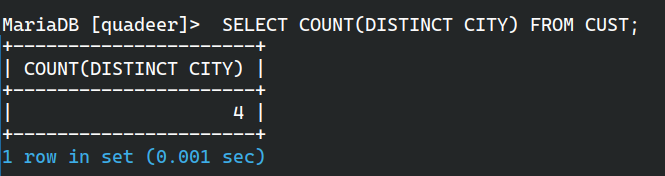 MariaDB [quadeer]>  SELECT COUNT(DISTINCT CITY) FROM CUST;
+----------------------+
| COUNT(DISTINCT CITY) |
+----------------------+
|                    4 |
+----------------------+
1 row in set (0.001 sec)